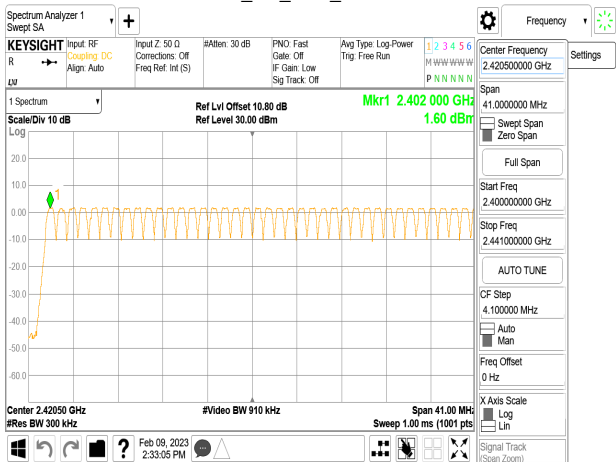 Spectrum Analyzer 1
Swept SA
Frequency
KEYSIGHT
Input: RF
R
Coupling: DC
Align: Auto
LXI
Input Z: 50 Ω
Corrections: Off
Freq Ref: Int (S)
#Atten: 30 dB
PNO: Fast
Gate: Off
IF Gain: Low
Sig Track: Off
Avg Type: Log-Power
Trig: Free Run
1 2 3 4 5 6
M W W W W W
P N N N N N
Center Frequency
2.420500000 GHz
Settings
Span
41.0000000 MHz
Swept Span
Zero Span
Full Span
Start Freq
2.400000000 GHz
Stop Freq
2.441000000 GHz
AUTO TUNE
CF Step
4.100000 MHz
Auto
Man
Freq Offset
0 Hz
X Axis Scale
Log
Lin
Signal Track
(Span Zoom)
1 Spectrum
Scale/Div 10 dB
Log
Ref Lvl Offset 10.80 dB
Ref Level 30.00 dBm
Mkr1 2.402 000 GHz
1.60 dBm
1
20.0
10.0
0.00
-10.0
-20.0
-30.0
-40.0
-50.0
-60.0
Center 2.42050 GHz
#Res BW 300 kHz
#Video BW 910 kHz
Span 41.00 MHz
Sweep 1.00 ms (1001 pts
?
Feb 09, 2023
2:33:05 PM